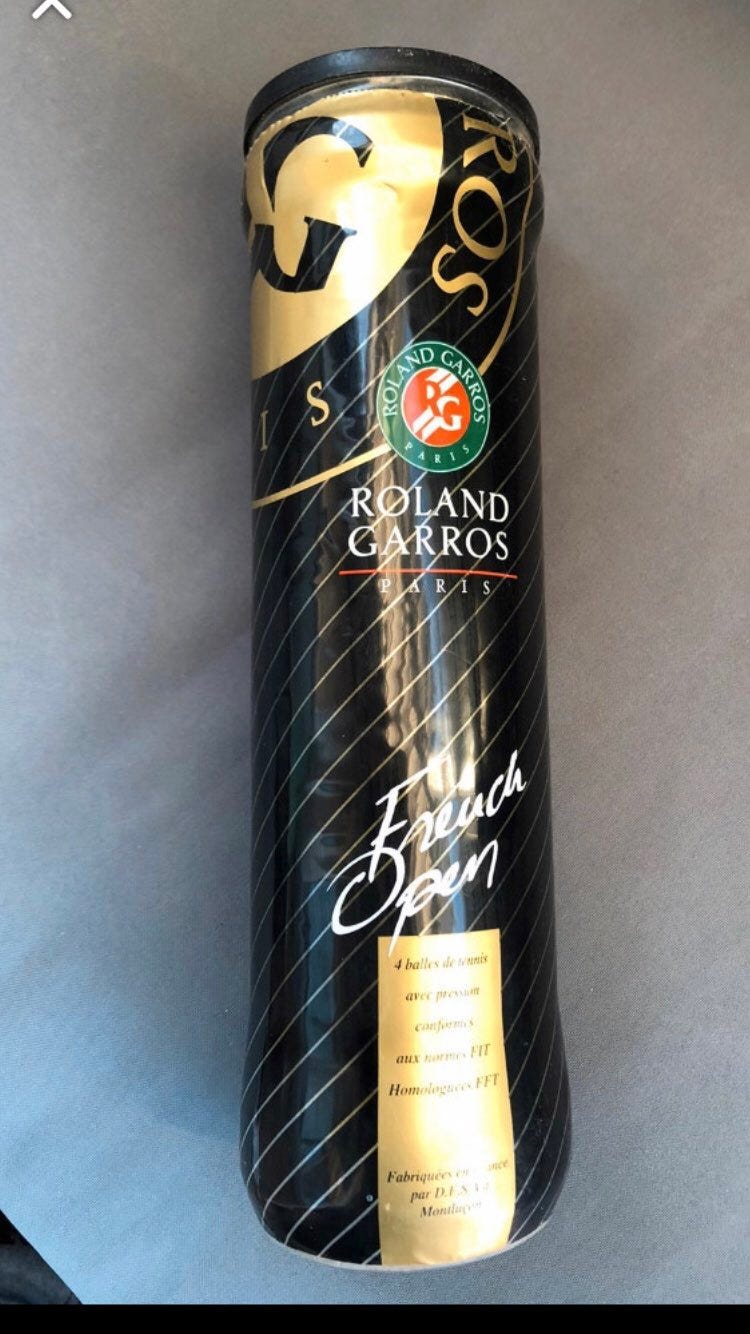 G
ROS
I S
ROLAND GARROS
RG
PARIS
ROLAND
GARROS
PARIS
French
Open
4 balles de tennis
avec pression
conformes
aux normes FIT
Homologuées FFT
Fabriquées en France
par
Montluçon